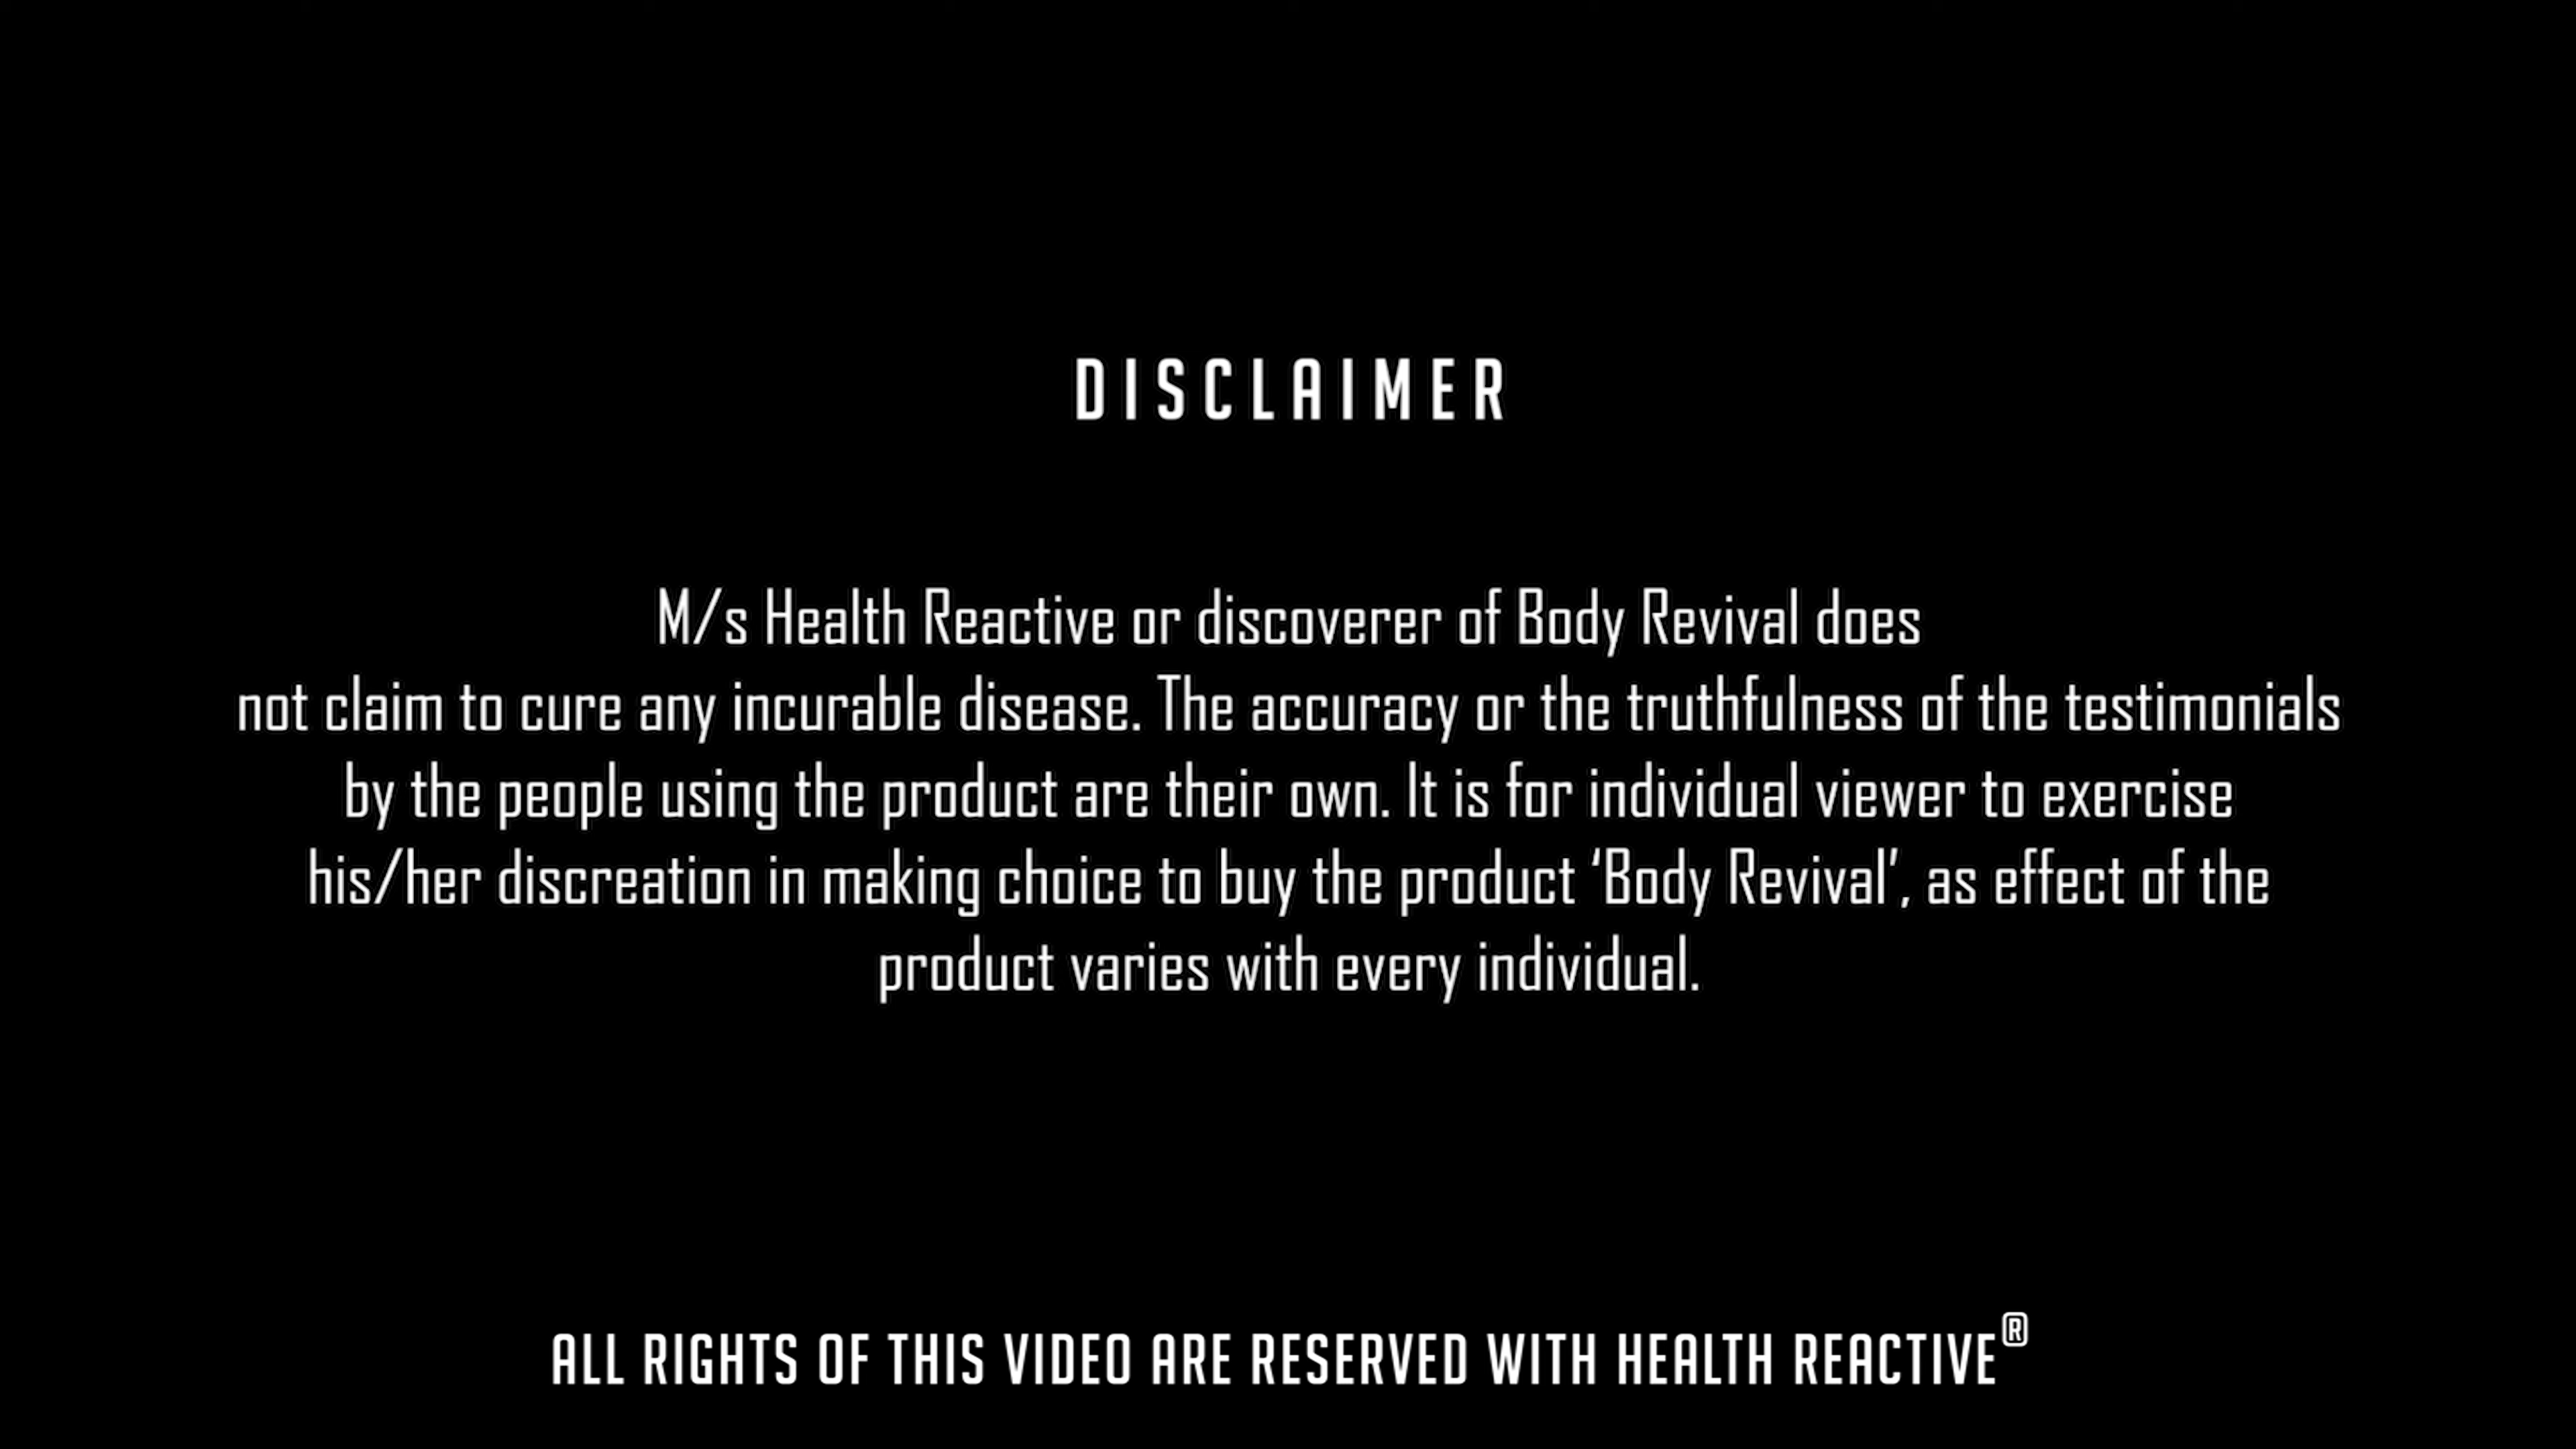 DISCLAIMER
M/s Health Reactive or discoverer of Body Revival does
not claim to cure any incurable disease. The accuracy or the truthfulness of the testimonials
by the people using the product are their own. It is for individual viewer to exercise
his/her discreation in making choice to buy the product ‘Body Revival’, as effect of the
product varies with every individual.
ALL RIGHTS OF THIS VIDEO ARE RESERVED WITH HEALTH REACTIVE®